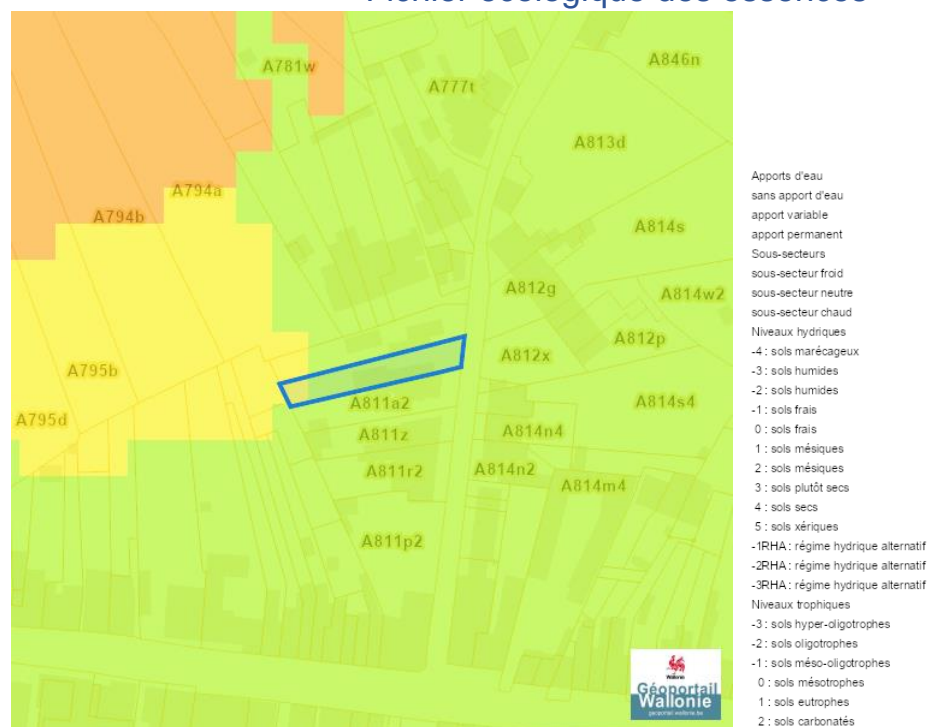 Fichier écologique des essences
A846n
A781w
A777t
A813d
A794a
A794b
A814s
A812g
A814w2
A812p
A812x
A795b
A811a2
A814s4
A795d
A811z
A814n4
A811r2
A814n2
A814m4
A811p2
Wallonie
Géoportail
Wallonie
geoportail.wallonie.be
Apports d'eau
sans apport d'eau
apport variable
apport permanent
Sous-secteurs
sous-secteur froid
sous-secteur neutre
sous-secteur chaud
Niveaux hydriques
-4 : sols marécageux
-3 : sols humides
-2 : sols humides
-1 : sols frais
0 : sols frais
1 : sols mésiques
2 : sols mésiques
3 : sols plutôt secs
4 : sols secs
5 : sols xériques
-1RHA : régime hydrique alternatif
-2RHA : régime hydrique alternatif
-3RHA : régime hydrique alternatif
Niveaux trophiques
-3 : sols hyper-oligotrophes
-2 : sols oligotrophes
-1 : sols méso-oligotrophes
0 : sols mésotrophes
1 : sols eutrophes
2 : sols carbonatés